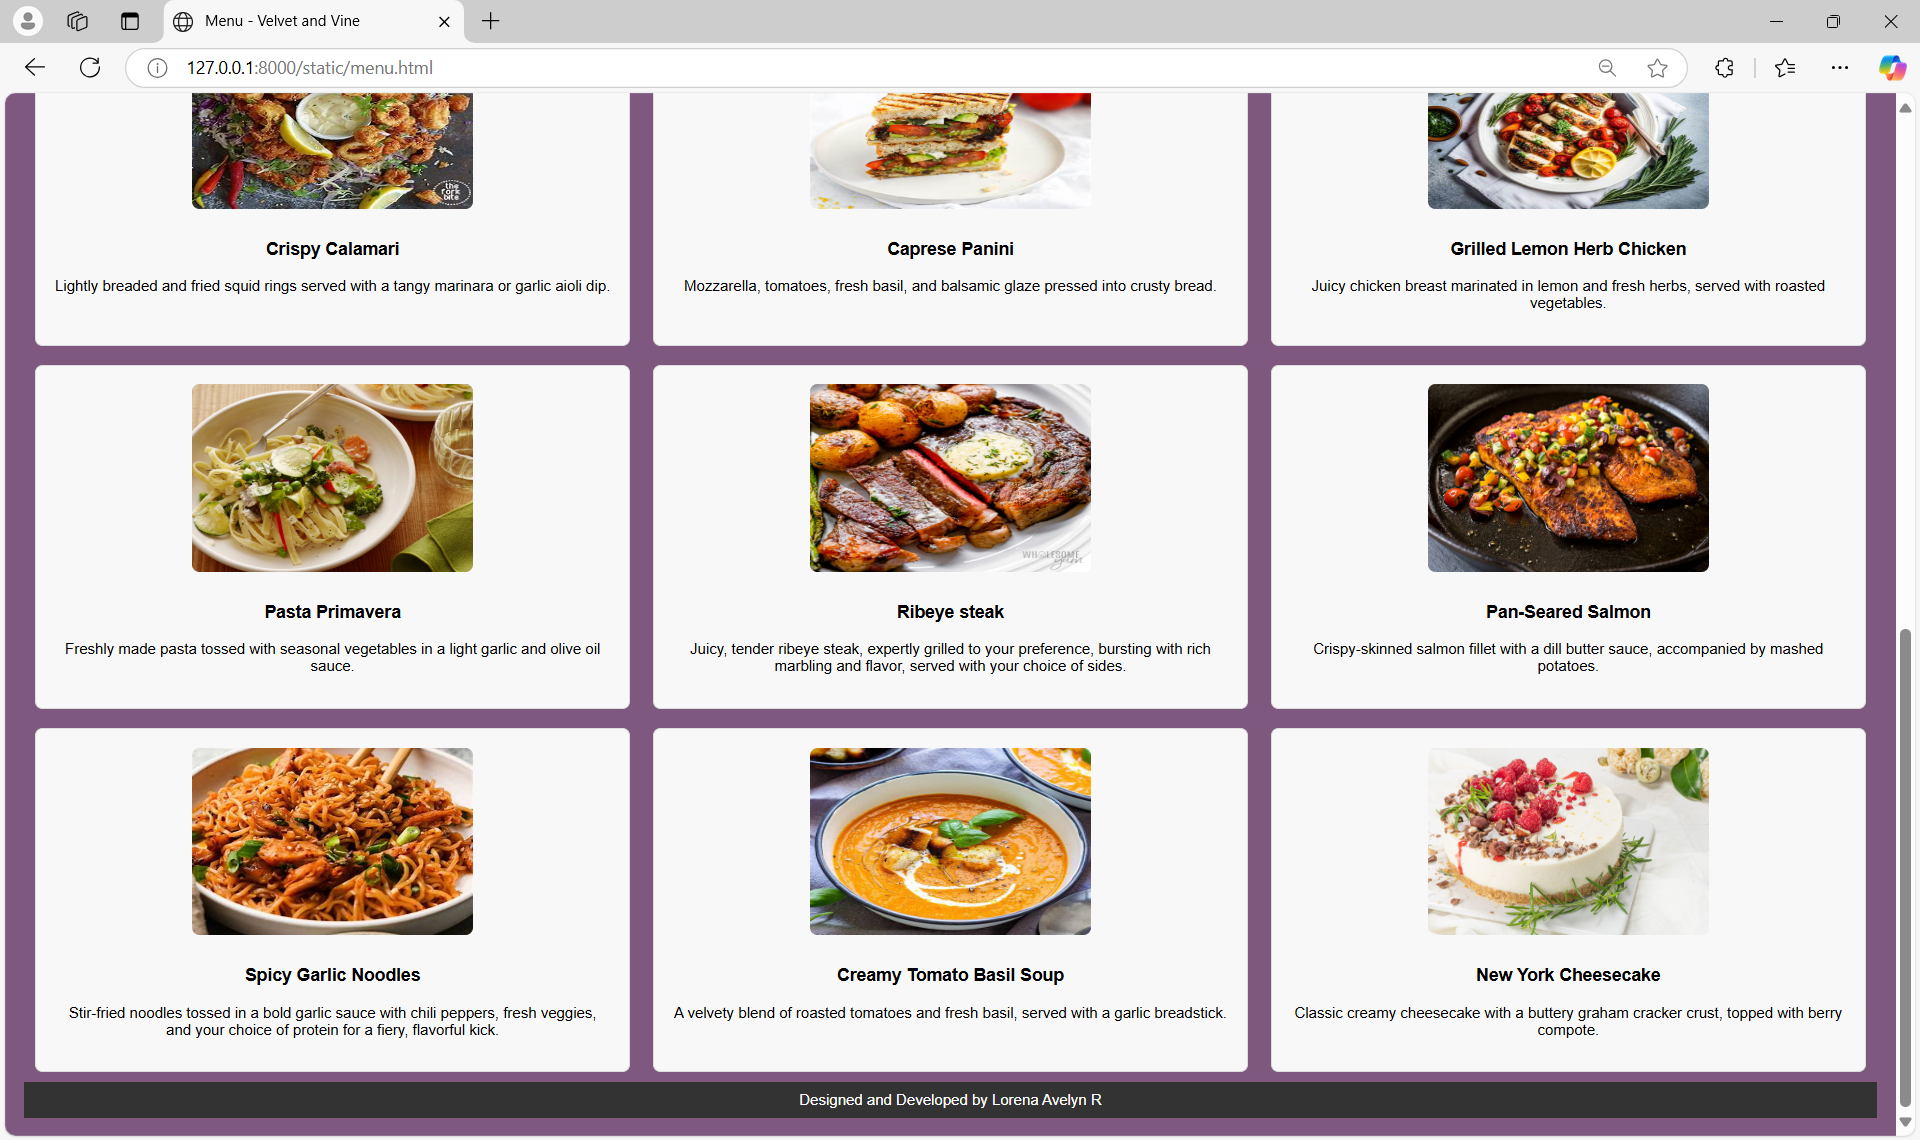 Menu - Velvet and Vine
127.0.0.1:8000/static/menu.html
the
fork
bite
Crispy Calamari
Lightly breaded and fried squid rings served with a tangy marinara or garlic aioli dip.
Caprese Panini
Mozzarella, tomatoes, fresh basil, and balsamic glaze pressed into crusty bread.
Grilled Lemon Herb Chicken
Juicy chicken breast marinated in lemon and fresh herbs, served with roasted
vegetables.
WHOLESOME
yum
Pasta Primavera
Freshly made pasta tossed with seasonal vegetables in a light garlic and olive oil
sauce.
Ribeye steak
Juicy, tender ribeye steak, expertly grilled to your preference, bursting with rich
marbling and flavor, served with your choice of sides.
Pan-Seared Salmon
Crispy-skinned salmon fillet with a dill butter sauce, accompanied by mashed
potatoes.
Spicy Garlic Noodles
Stir-fried noodles tossed in a bold garlic sauce with chili peppers, fresh veggies,
and your choice of protein for a fiery, flavorful kick.
Creamy Tomato Basil Soup
A velvety blend of roasted tomatoes and fresh basil, served with a garlic breadstick.
New York Cheesecake
Classic creamy cheesecake with a buttery graham cracker crust, topped with berry
compote.
Designed and Developed by Lorena Avelyn R